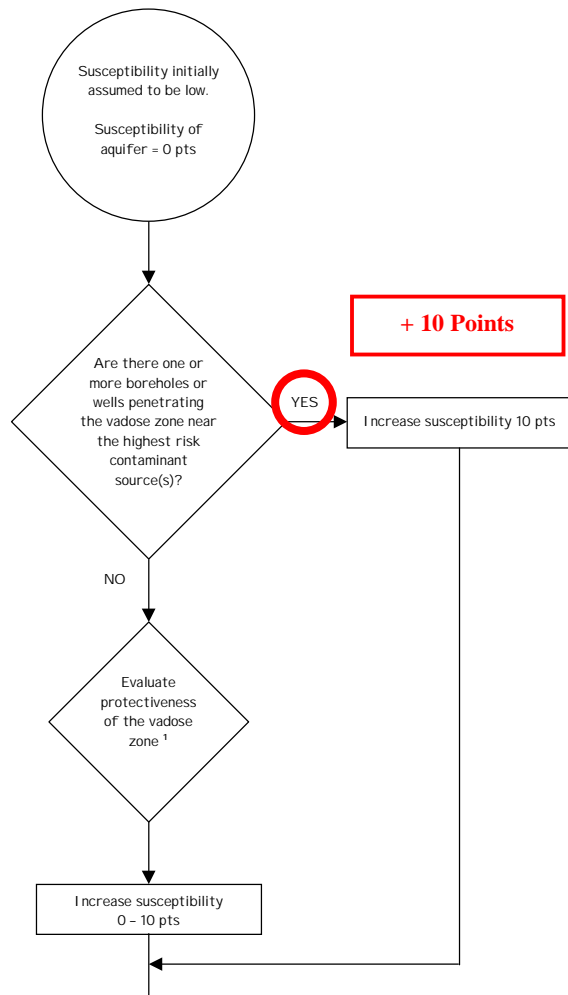 Susceptibility initially
assumed to be low.
Susceptibility of
aquifer = 0 pts
+ 10 Points
Are there one or
more boreholes or
wells penetrating
the vadose zone near
the highest risk
contaminant
source(s)?
YES
Increase susceptibility 10 pts
NO
Evaluate
protectiveness
of the vadose
zone ¹
Increase susceptibility
0 – 10 pts